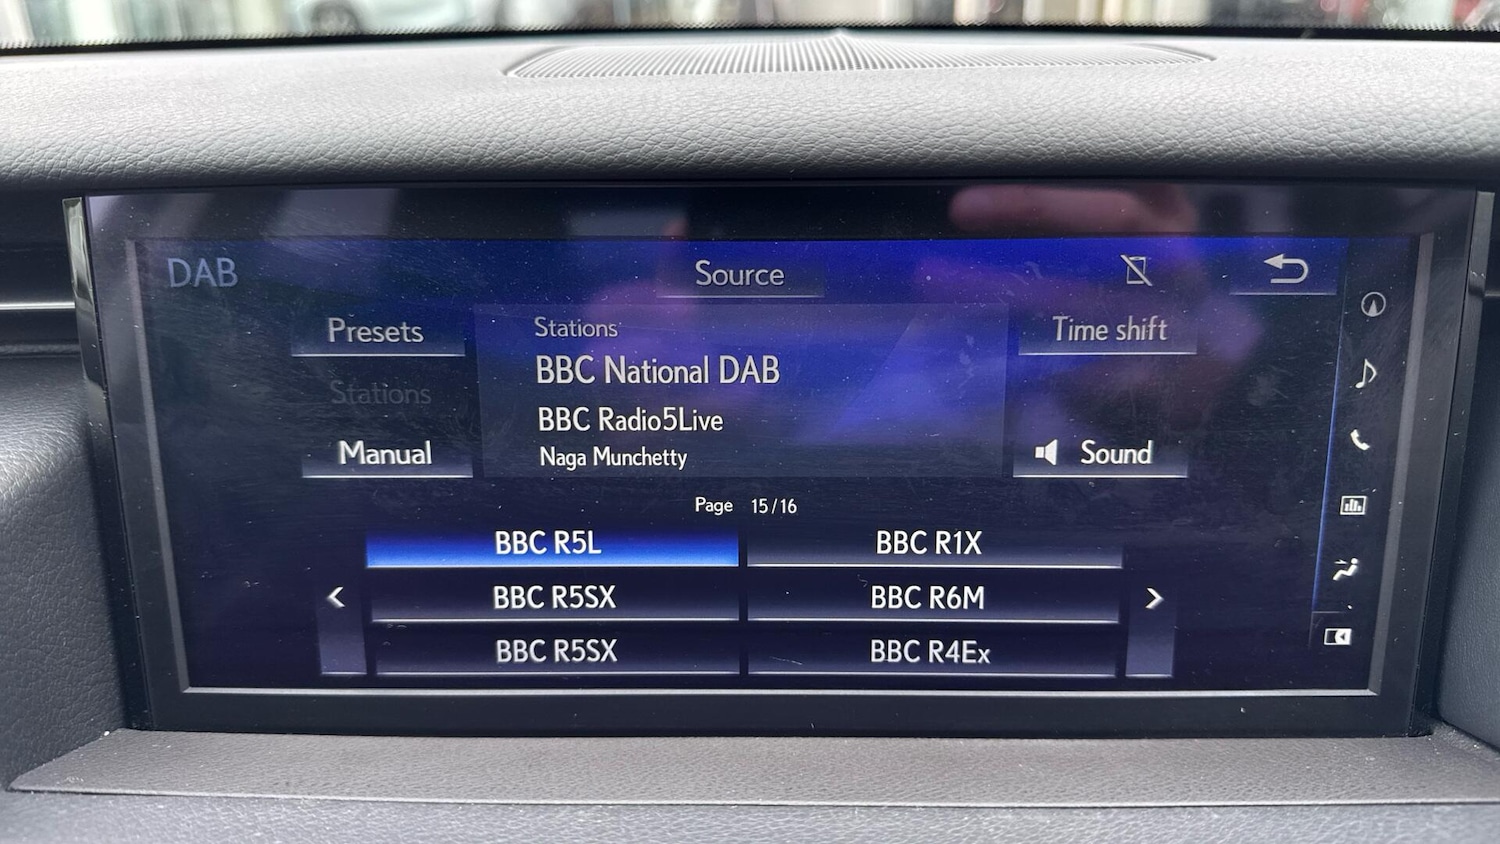 DAB
Source
Presets
Stations
Time shift
BBC National DAB
Stations
BBC Radio5Live
Manual
Naga Munchetty
Sound
Page 15/16
BBC R5L
BBC R1X
< BBC R5SX
BBC R6M >
BBC R5SX
BBC R4Ex